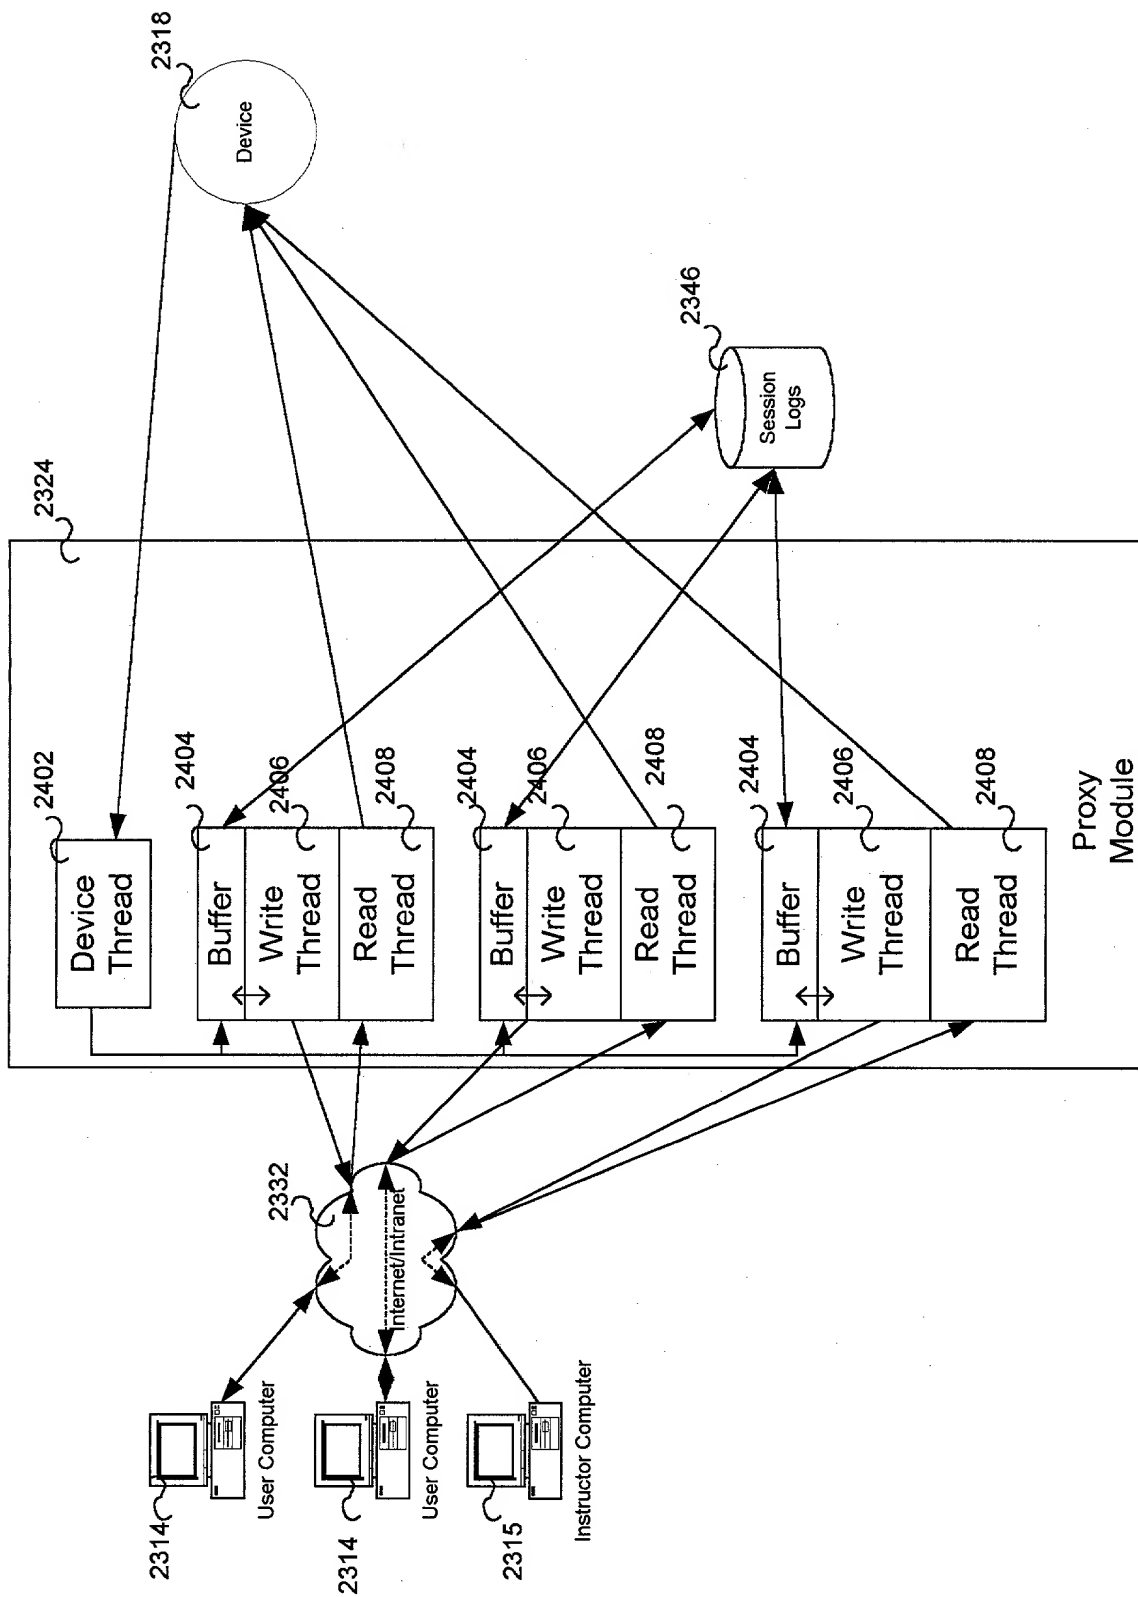 2314
User Computer
2314
User Computer
2315
Instructor Computer
2332
Internet/Intranet
2402
Device
Thread
2404
Buffer
2406
Write
Thread
2408
Read
Thread
2404
Buffer
2406
Write
Thread
2408
Read
Thread
2404
Buffer
2406
Write
Thread
2408
Read
Thread
Proxy
Module
2324
2346
Session
Logs
2318
Device